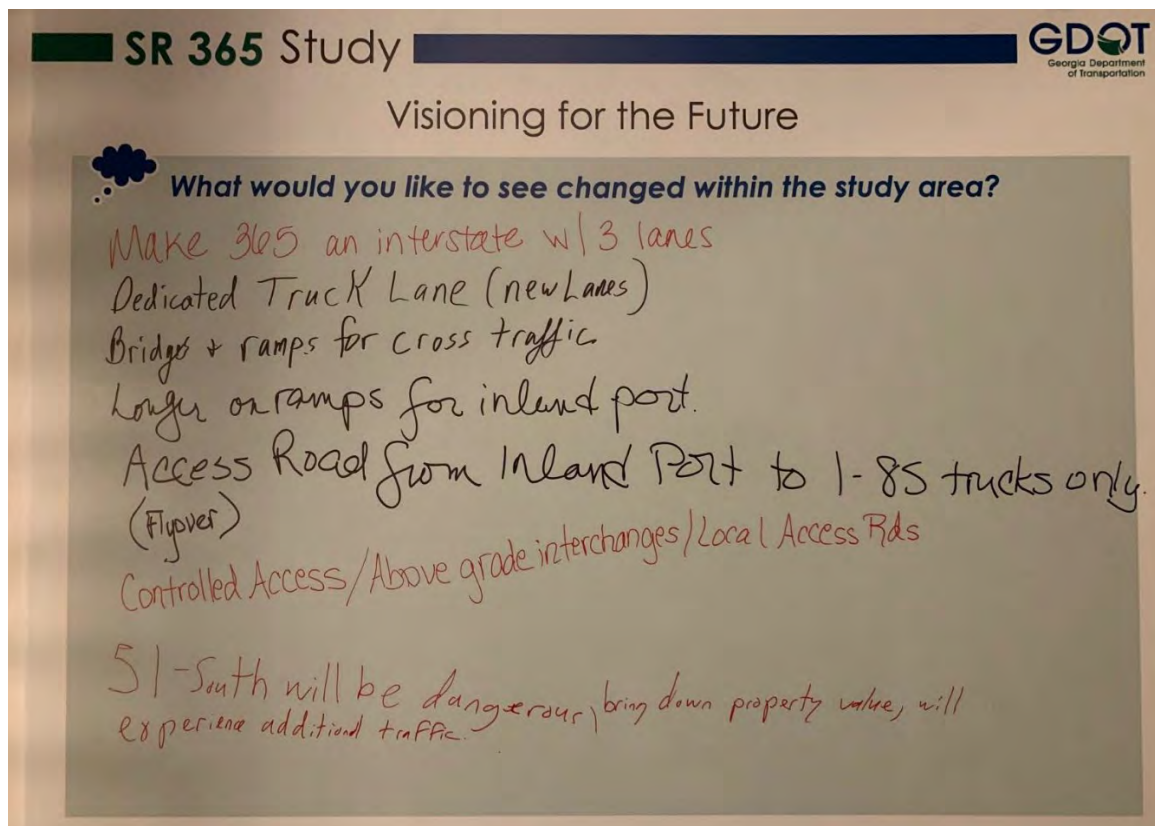 SR 365 Study
GDOT
Georgia Department
of Transportation
Visioning for the Future
What would you like to see changed within the study area?
Make 365 an interstate w/ 3 lanes
Dedicated Truck Lane (new Lanes)
Bridges + ramps for cross traffic
Longer on ramps for inland port.
Access Road from Inland Port to I-85 trucks only.
(Flyover)
Controlled Access/Above grade interchanges/Local Access Rds
51-South will be dangerous, bring down property value, will
experience additional traffic.